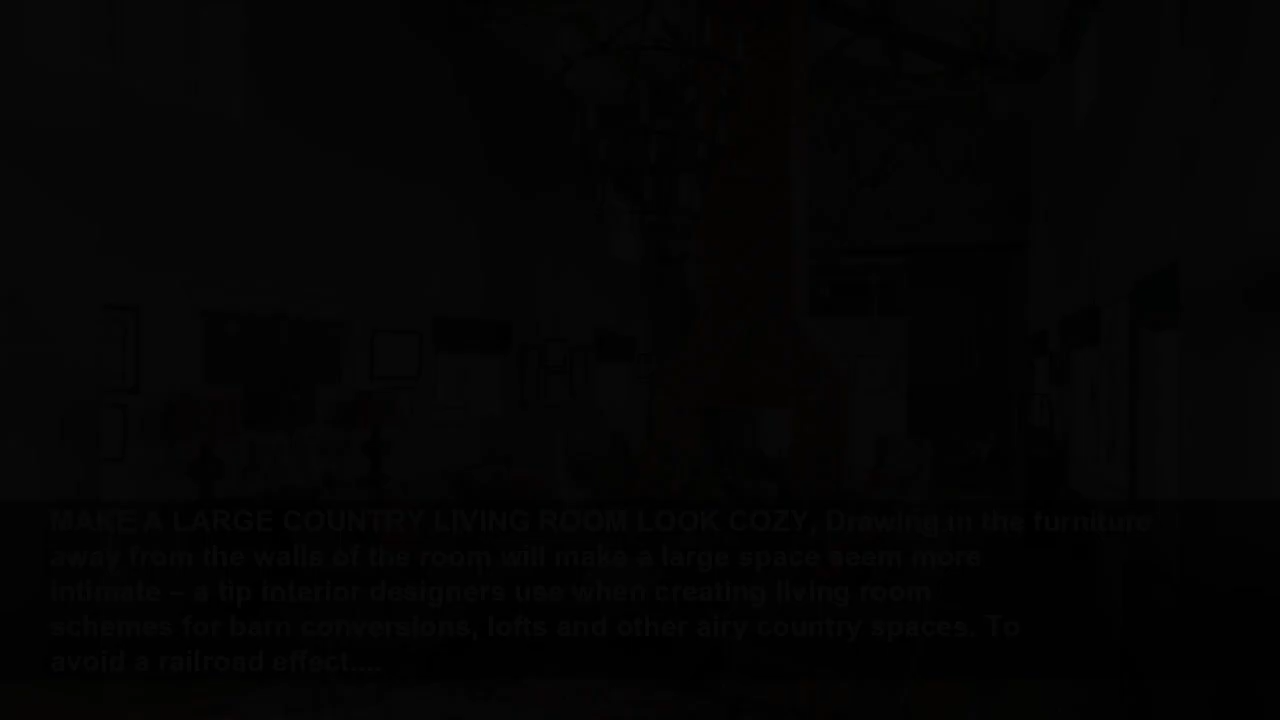 MAKE A LARGE COUNTRY LIVING ROOM LOOK COZY, Drawing in the furniture
away from the walls of the room will make a large space seem more
intimate – a tip interior designers use when creating living room
schemes for barn conversions, lofts and other airy country spaces. To
avoid a railroad effect....